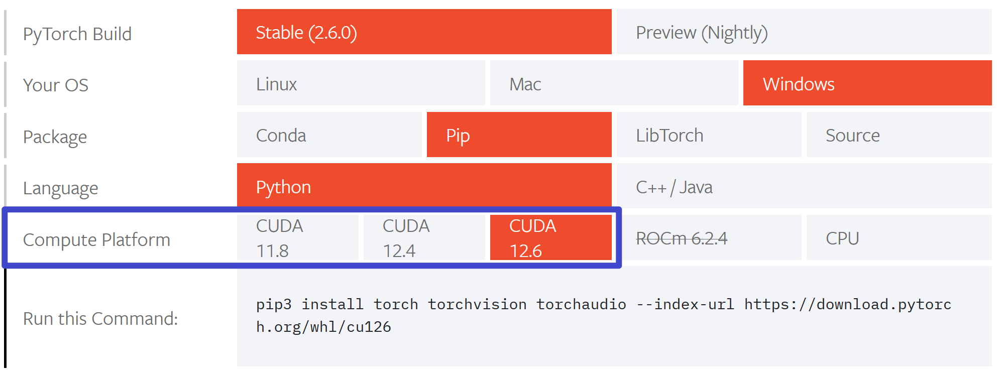 PyTorch Build
Stable (2.6.0)
Preview (Nightly)
Your OS
Linux
Mac
Windows
Package
Conda
Pip
LibTorch
Source
Language
Python
C++ / Java
Compute Platform
CUDA
11.8
CUDA
12.4
CUDA
12.6
ROCm 6.2.4
CPU
Run this Command:
pip3 install torch torchvision torchaudio --index-url https://download.pytorc
h.org/whl/cu126